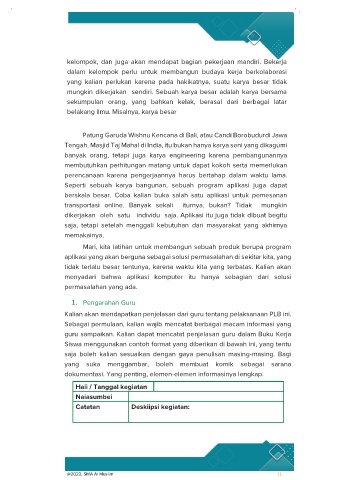 kelompok, dan juga akan mendapat bagian pekerjaan mandiri. Bekerja
dalam kelompok perlu untuk membangun budaya kerja berkolaborasi
yang kalian perlukan karena pada hakikatnya, suatu karya besar tidak
mungkin dikerjakan sendiri. Sebuah karya besar adalah karya bersama
sekumpulan orang, yang bahkan kelak, berasal dari berbagai latar
belakang ilmu. Misalnya, karya besar
Patung Garuda Wishnu Kencana di Bali, atau Candi Borobudurdi Jawa
Tengah, Masjid Taj Mahal di India, itu bukan hanya karya seni yang dikagumi
banyak orang, tetapi juga karya engineering karena pembangunannya
membutuhkan perhitungan matang untuk dapat kokoh serta memerlukan
perencanaan karena pengerjaannya harus bertahap dalam waktu lama.
Seperti sebuah karya bangunan, sebuah program aplikasi juga dapat
berskala besar. Coba kalian buka salah satu aplikasi untuk pemesanan
transportasi online. Banyak sekali iturnya, bukan? Tidak mungkin
dikerjakan oleh satu individu saja. Aplikasi itu juga tidak dibuat begitu
saja, tetapi setelah menggali kebutuhan dari masyarakat yang akhirnya
memakainya.
Mari, kita latihan untuk membangun sebuah produk berupa program
aplikasi yang akan berguna sebagai solusi permasalahan di sekitar kita, yang
tidak terlalu besar tentunya, karena waktu kita yang terbatas. Kalian akan
menyadari bahwa aplikasi komputer itu hanya sebagian dari solusi
permasalahan yang ada.
1. Pengarahan Guru
Kalian akan mendapatkan penjelasan dari guru tentang pelaksanaan PLB ini.
Sebagai permulaan, kalian wajib mencatat berbagai macam informasi yang
guru sampaikan. Kalian dapat mencatat penjelasan guru dalam Buku Kerja
Siswa menggunakan contoh format yang diberikan di bawah ini, yang tentu
saja boleh kalian sesuaikan dengan gaya penulisan masing-masing. Bagi
yang suka menggambar, boleh membuat komik sebagai sarana
dokumentasi. Yang penting, elemen-elemen informasinya lengkap.
Haii / Tanggal kegiatan
Naiasumbei
Catatan Deskiipsi kegiatan:
@2022, SMA Al Muslim